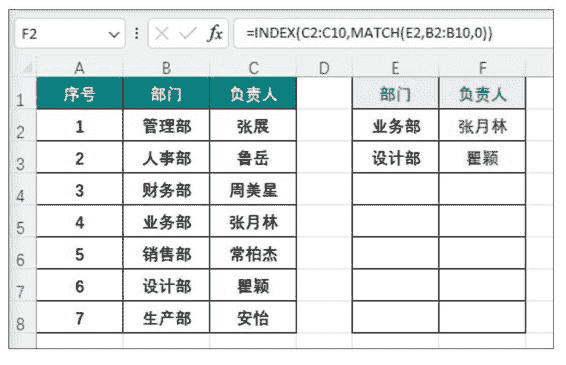 F2 fx =INDEX(C2:C10,MATCH(E2,B2:B10,0))
A B C D E F
1 序号 部门 负责人 部门 负责人
2 1 管理部 张展 业务部 张月林
3 2 人事部 鲁岳 设计部 瞿颖
4 3 财务部 周美星
5 4 业务部 张月林
6 5 销售部 常柏杰
7 6 设计部 瞿颖
8 7 生产部 安怡